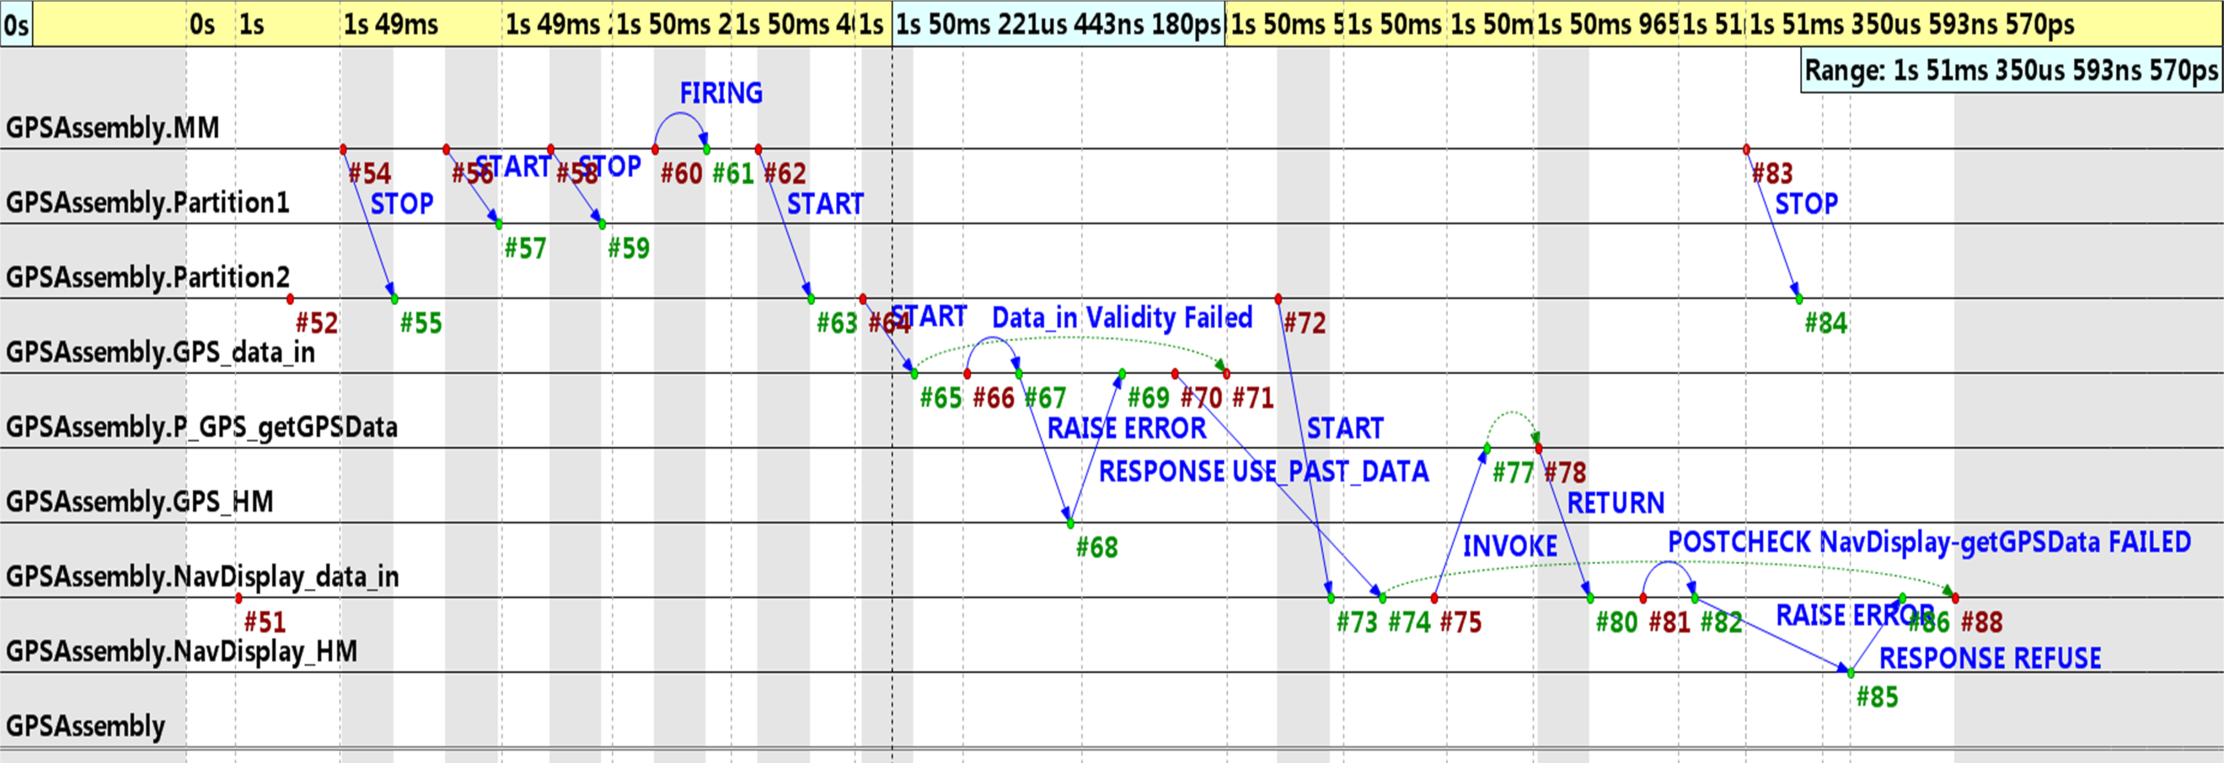 0s 0s 1s 1s 49ms 1s 49ms 1s 50ms 2 1s 50ms 40 1s 1s 50ms 221us 443ns 180ps 1s 50ms 5 1s 50ms 1s 50m 1s 50ms 965 1s 51 1s 51ms 350us 593ns 570ps
Range: 1s 51ms 350us 593ns 570ps
FIRING
GPSAssembly.MM
#54 #56 START #58 STOP #60 #61 #62 #83
GPSAssembly.Partition1 STOP START STOP
#57 #59
GPSAssembly.Partition2
#52 #55 #63 #64 START Data_in Validity Failed #72 #84
GPSAssembly.GPS_data_in
#65 #66 #67 #69 #70 #71
GPSAssembly.P_GPS_getGPSData RAISE ERROR START
RESPONSE USE_PAST_DATA #77 #78
GPSAssembly.GPS_HM RETURN
#68 INVOKE POSTCHECK NavDisplay-getGPSData FAILED
GPSAssembly.NavDisplay_data_in
#51 #73 #74 #75 #80 #81 #82 RAISE ERROR #86 #88
GPSAssembly.NavDisplay_HM RESPONSE REFUSE
#85
GPSAssembly